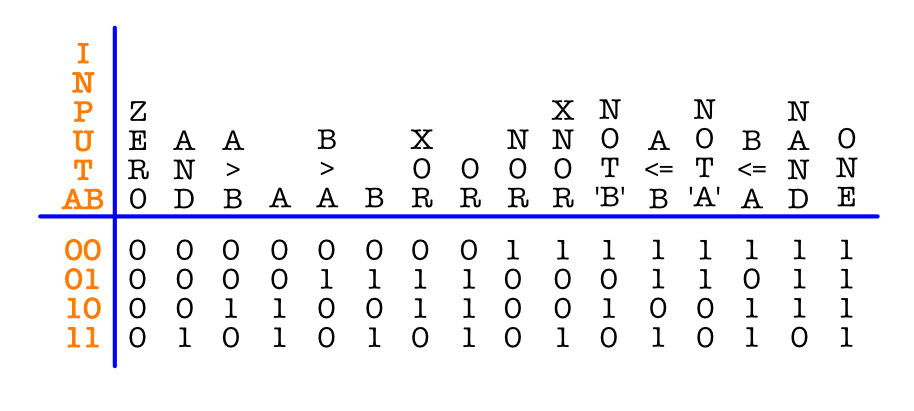 INPUT
AB
ZERO
AND
A>B
A
B>A
B
XOR
OR
NOR
XNOR
NOT'B'
A<=B
NOT'A'
B<=A
NAND
ONE
00 0 0 0 0 0 0 0 0 1 1 1 1 1 1 1 1
01 0 0 0 0 1 1 1 1 0 0 0 1 1 0 1 1
10 0 0 1 1 0 0 1 1 0 0 1 0 0 1 1 1
11 0 1 0 1 0 1 0 1 0 1 0 1 0 1 0 1